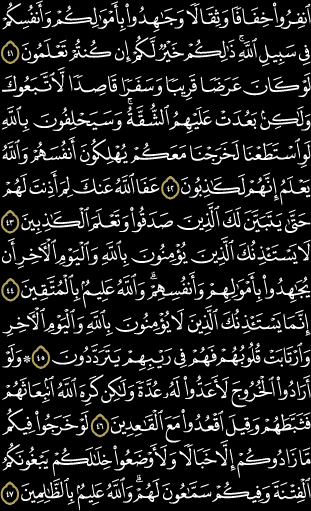 ٱنفِرُوا۟ خِفَافًا وَثِقَالًا وَجَٰهِدُوا۟ بِأَمْوَٰلِكُمْ وَأَنفُسِكُمْ
فِى سَبِيلِ ٱللَّهِ ۚ ذَٰلِكُمْ خَيْرٌ لَّكُمْ إِن كُنتُمْ تَعْلَمُونَ ٤١
لَوْ كَانَ عَرَضًا قَرِيبًا وَسَفَرًا قَاصِدًا لَّٱتَّبَعُوكَ
وَلَٰكِنۢ بَعُدَتْ عَلَيْهِمُ ٱلشُّقَّةُ ۚ وَسَيَحْلِفُونَ بِٱللَّهِ
لَوِ ٱسْتَطَعْنَا لَخَرَجْنَا مَعَكُمْ يُهْلِكُونَ أَنفُسَهُمْ وَٱللَّهُ
يَعْلَمُ إِنَّهُمْ لَكَٰذِبُونَ ٤٢ عَفَا ٱللَّهُ عَنكَ لِمَ أَذِنتَ لَهُمْ
حَتَّىٰ يَتَبَيَّنَ لَكَ ٱلَّذِينَ صَدَقُوا۟ وَتَعْلَمَ ٱلْكَٰذِبِينَ ٤٣
لَا يَسْتَـْٔذِنُكَ ٱلَّذِينَ يُؤْمِنُونَ بِٱللَّهِ وَٱلْيَوْمِ ٱلْـَٔاخِرِ أَن
يُجَٰهِدُوا۟ بِأَمْوَٰلِهِمْ وَأَنفُسِهِمْ ۗ وَٱللَّهُ عَلِيمٌۢ بِٱلْمُتَّقِينَ ٤٤
إِنَّمَا يَسْتَـْٔذِنُكَ ٱلَّذِينَ لَا يُؤْمِنُونَ بِٱللَّهِ وَٱلْيَوْمِ ٱلْـَٔاخِرِ
وَٱرْتَابَتْ قُلُوبُهُمْ فَهُمْ فِى رَيْبِهِمْ يَتَرَدَّدُونَ ٤٥ ۞ وَلَوْ
أَرَادُوا۟ ٱلْخُرُوجَ لَأَعَدُّوا۟ لَهُۥ عُدَّةً وَلَٰكِن كَرِهَ ٱللَّهُ ٱنۢبِعَاثَهُمْ
فَثَبَّطَهُمْ وَقِيلَ ٱقْعُدُوا۟ مَعَ ٱلْقَٰعِدِينَ ٤٦ لَوْ خَرَجُوا۟ فِيكُم
مَّا زَادُوكُمْ إِلَّا خَبَالًا وَلَأَوْضَعُوا۟ خِلَٰلَكُمْ يَبْغُونَكُمُ
ٱلْفِتْنَةَ وَفِيكُمْ سَمَّٰعُونَ لَهُمْ ۗ وَٱللَّهُ عَلِيمٌۢ بِٱلظَّٰلِمِينَ ٤٧